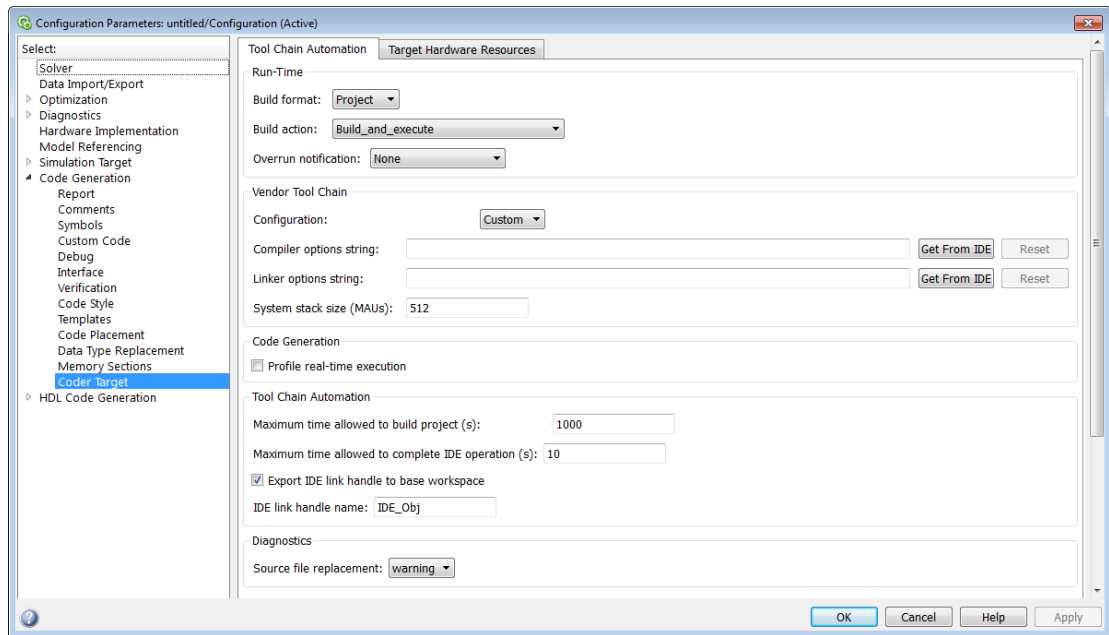 Configuration Parameters: untitled/Configuration (Active)
Select:
Solver
Data Import/Export
Optimization
Diagnostics
Hardware Implementation
Model Referencing
Simulation Target
Code Generation
Report
Comments
Symbols
Custom Code
Debug
Interface
Verification
Code Style
Templates
Code Placement
Data Type Replacement
Memory Sections
Coder Target
HDL Code Generation
Tool Chain Automation Target Hardware Resources
Run-Time
Build format: Project
Build action: Build_and_execute
Overrun notification: None
Vendor Tool Chain
Configuration: Custom
Compiler options string: Get From IDE Reset
Linker options string: Get From IDE Reset
System stack size (MAUs): 512
Code Generation
Profile real-time execution
Tool Chain Automation
Maximum time allowed to build project (s): 1000
Maximum time allowed to complete IDE operation (s): 10
Export IDE link handle to base workspace
IDE link handle name: IDE_Obj
Diagnostics
Source file replacement: warning
OK Cancel Help Apply